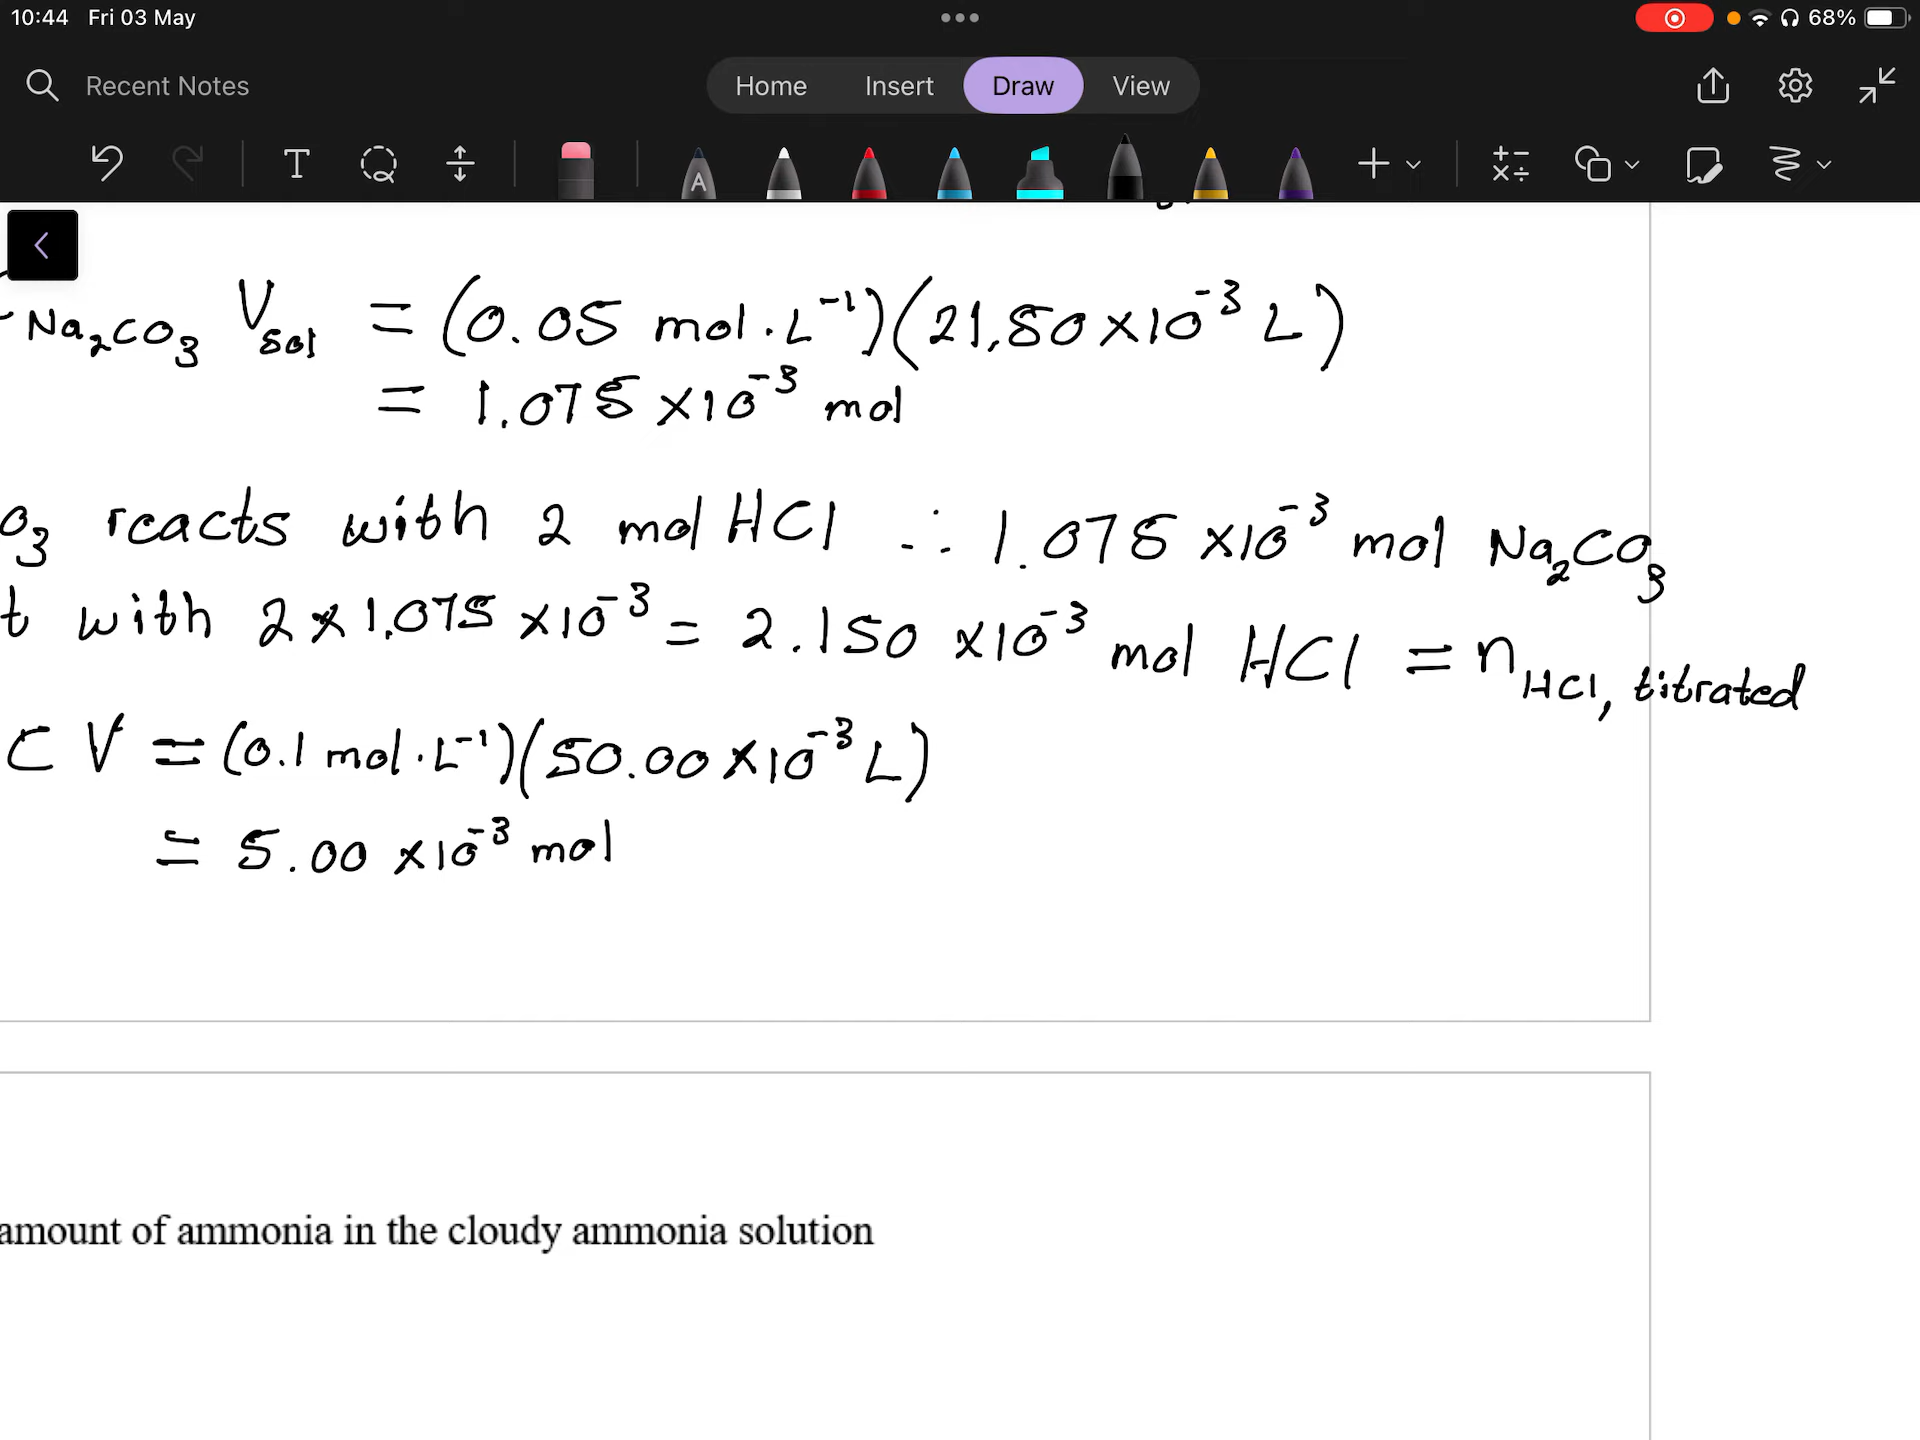 10:44 Fri 03 May
68%
Recent Notes
Home Insert Draw View
T
A
Na₂CO₃ V_sol = (0.05 mol·L⁻¹)(21.50 ×10⁻³ L)
= 1.075 ×10⁻³ mol
O₃ reacts with 2 mol HCl ∴ 1.075 ×10⁻³ mol Na₂CO₃
t with 2 × 1.075 ×10⁻³ = 2.150 ×10⁻³ mol HCl = n_HCl, titrated
C V = (0.1 mol·L⁻¹)(50.00 ×10⁻³ L)
= 5.00 ×10⁻³ mol
amount of ammonia in the cloudy ammonia solution